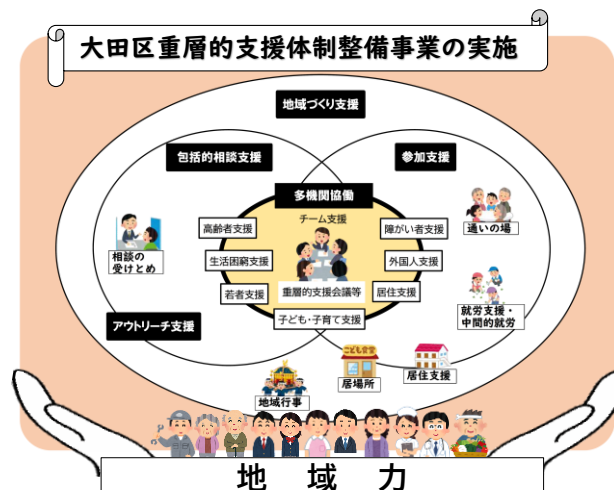 大田区重層的支援体制整備事業の実施
地域づくり支援
包括的相談支援
参加支援
多機関協働
チーム支援
高齢者支援
障がい者支援
通いの場
相談の
受けとめ
生活困窮支援
外国人支援
若者支援
重層的支援会議等
居住支援
アウトリーチ支援
子ども・子育て支援
就労支援・
中間的就労
こども食堂
居場所
居住支援
地域行事
地域力